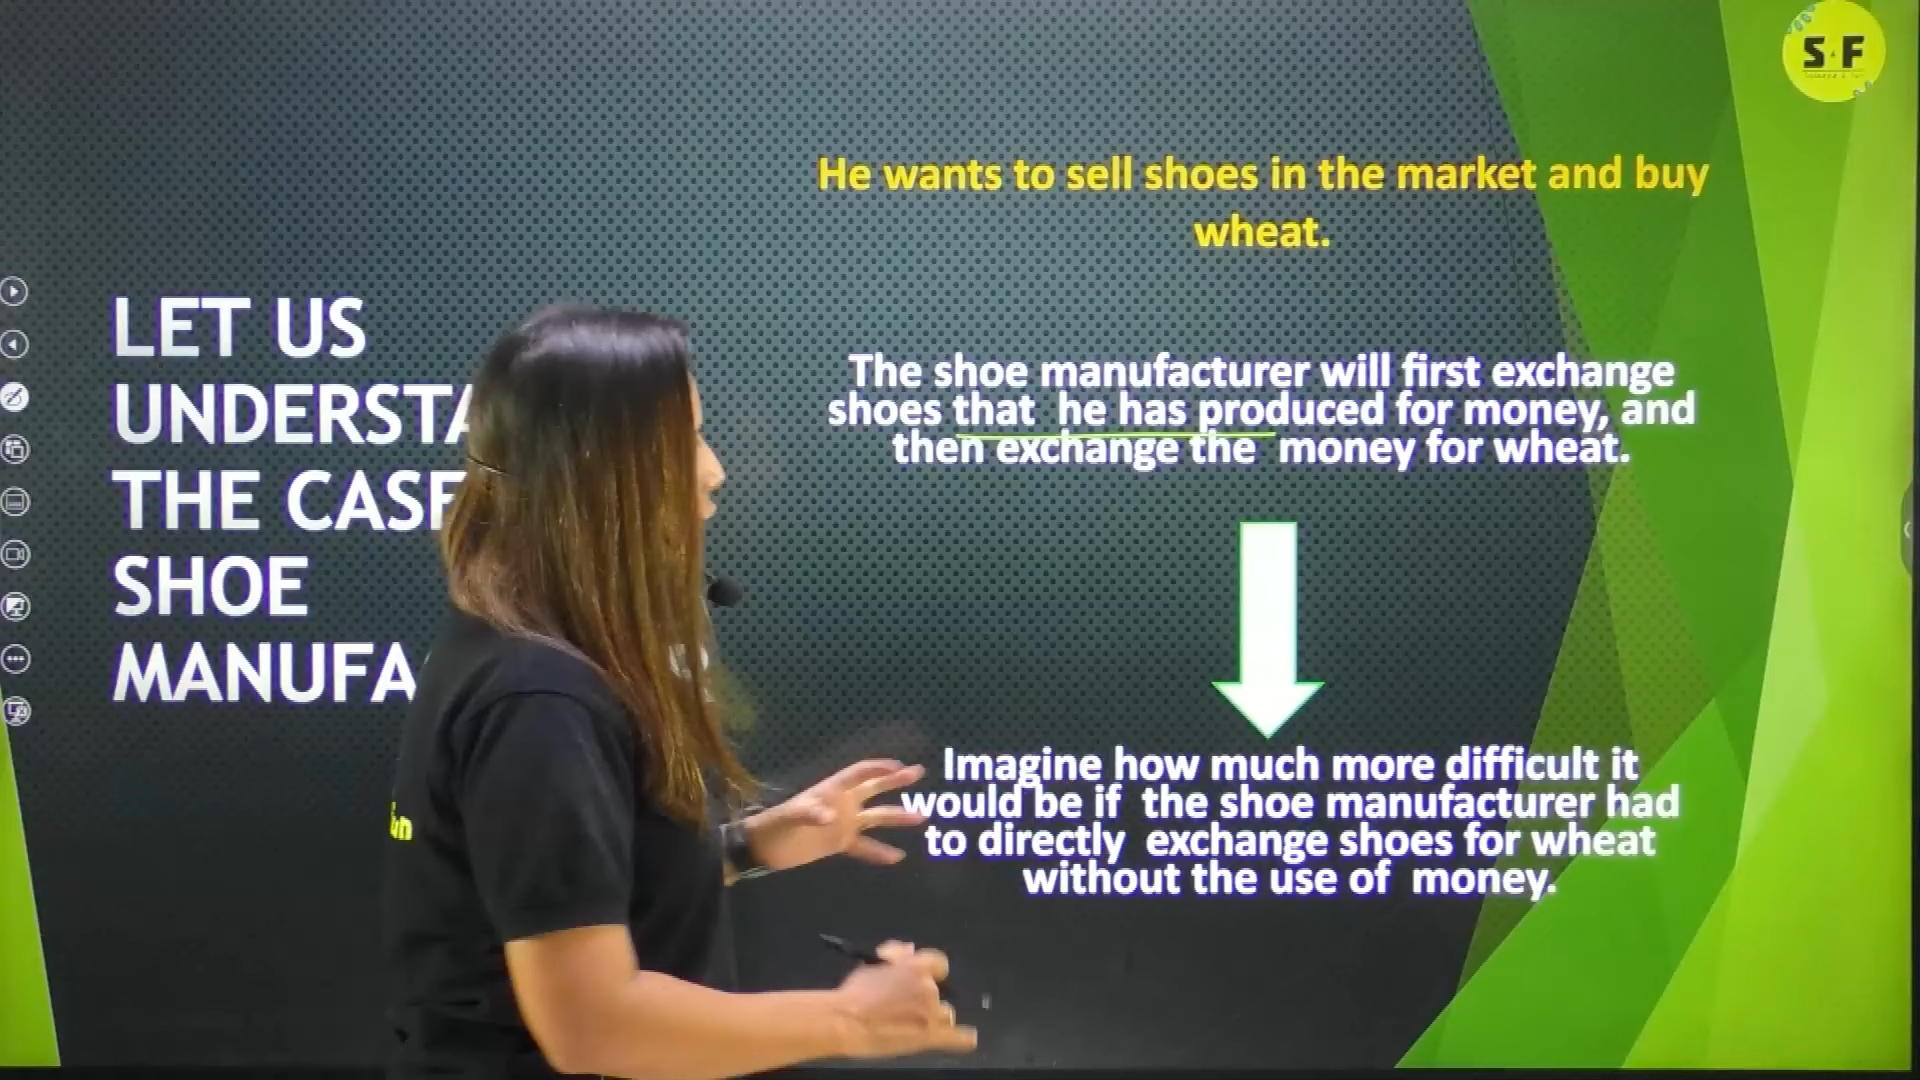 S F
He wants to sell shoes in the market and buy
wheat.
LET US
UNDERSTA
THE CASE
SHOE
MANUFA
The shoe manufacturer will first exchange
shoes that he has produced for money, and
then exchange the money for wheat.
Imagine how much more difficult it
would be if the shoe manufacturer had
to directly exchange shoes for wheat
without the use of money.
fun